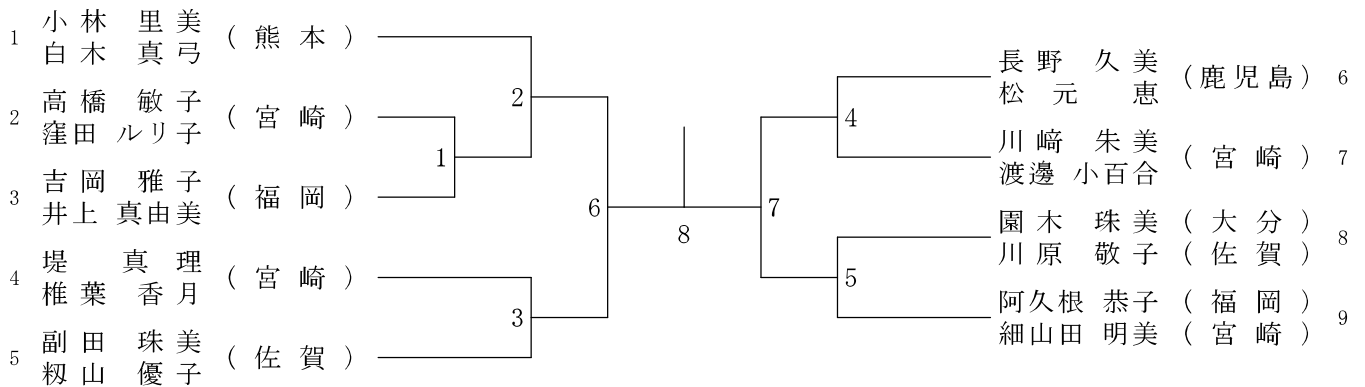 1 小林 里美
白木 真弓 (熊本)
2 高橋 敏子
窪田 ルリ子 (宮崎)
3 吉岡 雅子
井上 真由美 (福岡)
4 堤 真理
椎葉 香月 (宮崎)
5 副田 珠美
籾山 優子 (佐賀)
2
1
6
3
8
4
7
5
長野 久美
松元 恵 (鹿児島) 6
川﨑 朱美
渡邊 小百合 (宮崎) 7
園木 珠美 (大分)
川原 敬子 (佐賀) 8
阿久根 恭子 (福岡)
細山田 明美 (宮崎) 9